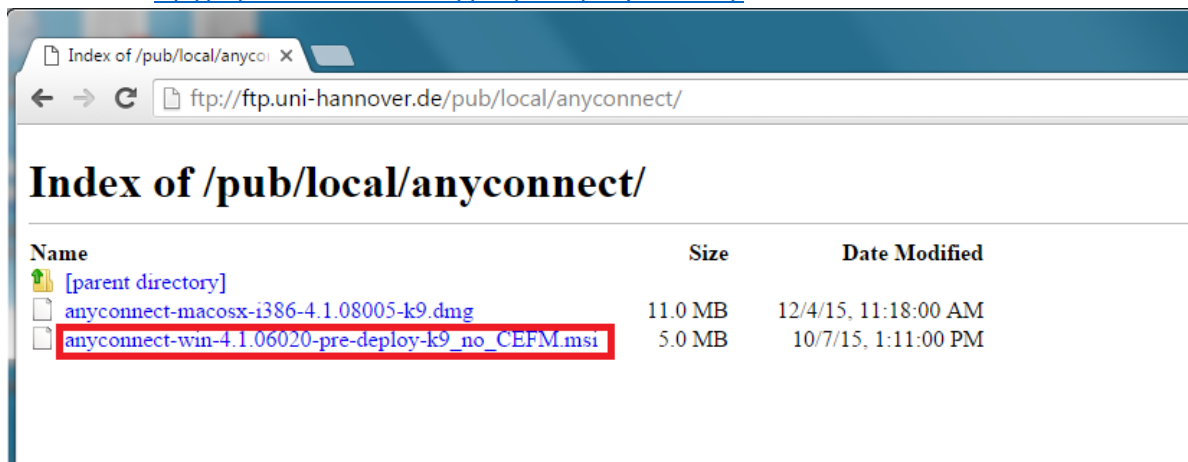 Index of /pub/local/anyco
ftp://ftp.uni-hannover.de/pub/local/anyconnect/
Index of /pub/local/anyconnect/
Name Size Date Modified
[parent directory]
anyconnect-macosx-i386-4.1.08005-k9.dmg 11.0 MB 12/4/15, 11:18:00 AM
anyconnect-win-4.1.06020-pre-deploy-k9_no_CEFM.msi 5.0 MB 10/7/15, 1:11:00 PM